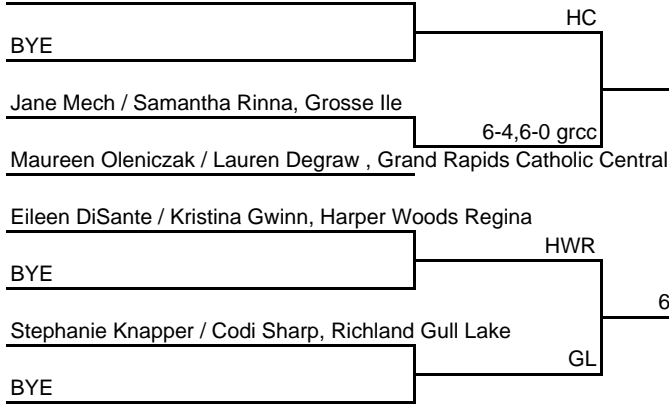 HC
BYE
Jane Mech / Samantha Rinna, Grosse Ile
6-4,6-0 grcc
Maureen Oleniczak / Lauren Degraw , Grand Rapids Catholic Central
Eileen DiSante / Kristina Gwinn, Harper Woods Regina
HWR
BYE
6
Stephanie Knapper / Codi Sharp, Richland Gull Lake
GL
BYE